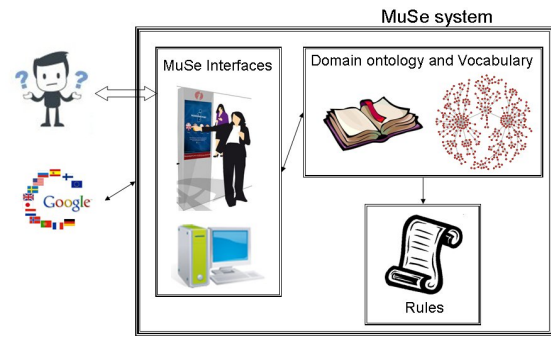 MuSe system
MuSe Interfaces
Domain ontology and Vocabulary
? ?
Google
Rules